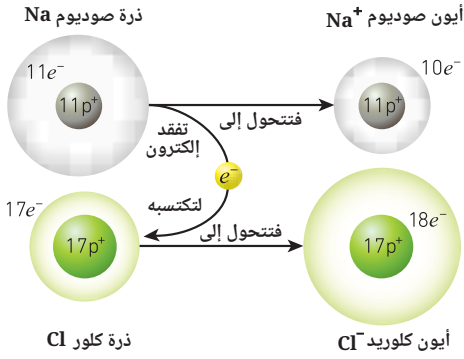 ذرة صوديوم Na
أيون صوديوم Na⁺
11e⁻
11p⁺
10e⁻
11p⁺
فتتحول إلى
تفقد
إلكترون
e⁻
لتكتسبه
17e⁻
17p⁺
فتتحول إلى
18e⁻
17p⁺
ذرة كلور Cl
أيون كلوريد Cl⁻